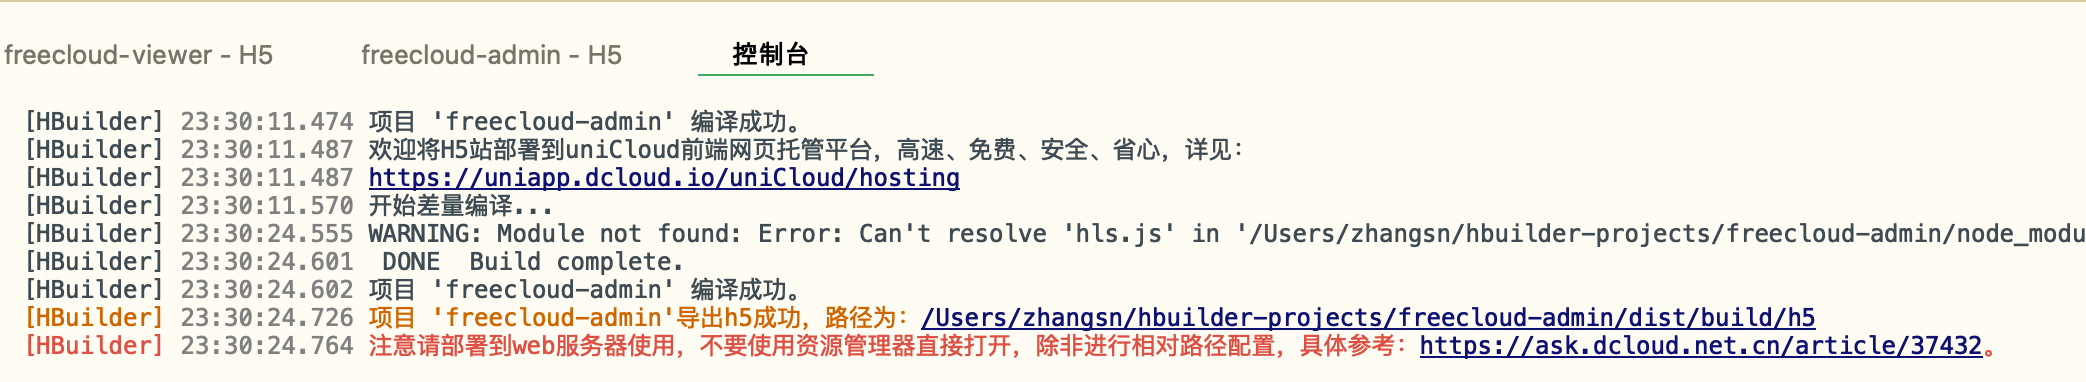 freecloud-viewer - H5 freecloud-admin - H5 控制台
[HBuilder] 23:30:11.474 项目 'freecloud-admin' 编译成功。
[HBuilder] 23:30:11.487 欢迎将H5站部署到uniCloud前端网页托管平台，高速、免费、安全、省心，详见：
[HBuilder] 23:30:11.487 https://uniapp.dcloud.io/uniCloud/hosting
[HBuilder] 23:30:11.570 开始差量编译...
[HBuilder] 23:30:24.555 WARNING: Module not found: Error: Can't resolve 'hls.js' in '/Users/zhangsn/hbuilder-projects/freecloud-admin/node_modu
[HBuilder] 23:30:24.601 DONE Build complete.
[HBuilder] 23:30:24.602 项目 'freecloud-admin' 编译成功。
[HBuilder] 23:30:24.726 项目 'freecloud-admin'导出h5成功，路径为：/Users/zhangsn/hbuilder-projects/freecloud-admin/dist/build/h5
[HBuilder] 23:30:24.764 注意请部署到web服务器使用，不要使用资源管理器直接打开，除非进行相对路径配置，具体参考：https://ask.dcloud.net.cn/article/37432。